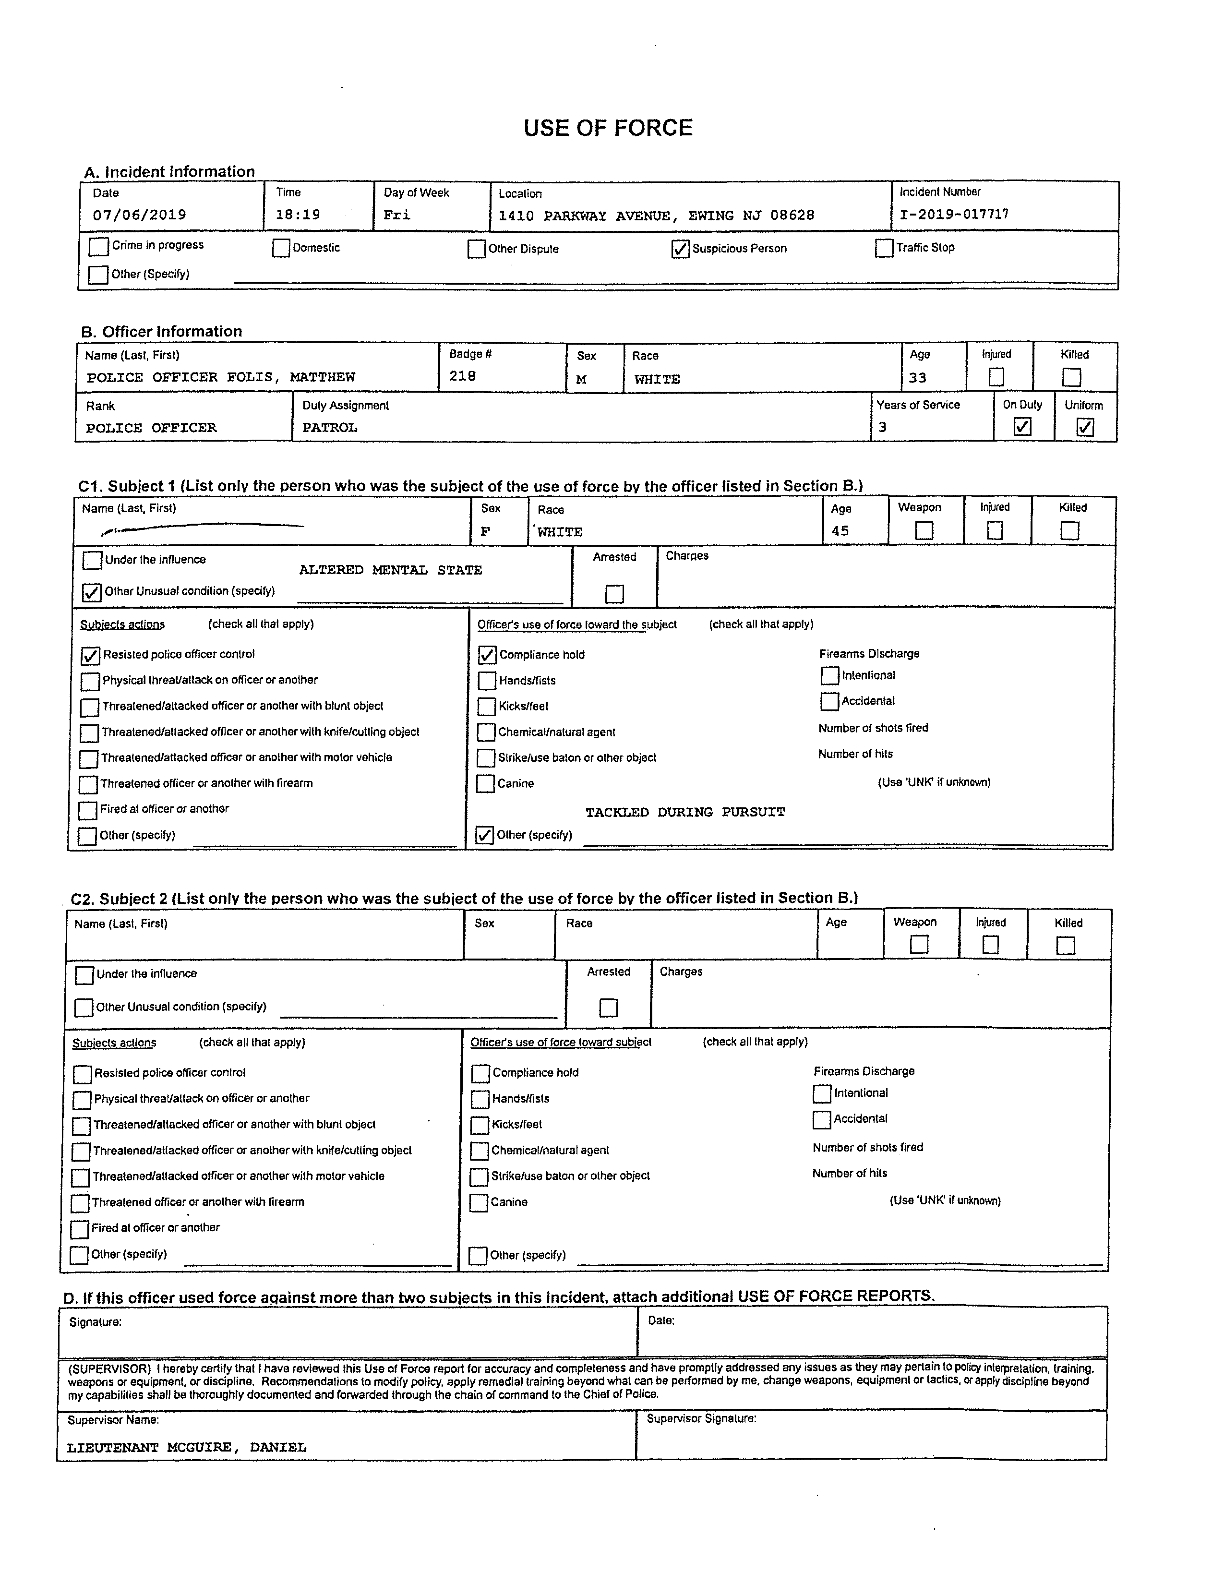 USE OF FORCE
A. Incident Information
Date Time Day of Week Location Incident Number
07/06/2019 18:19 Fri 1410 PARKWAY AVENUE, EWING NJ 08628 I-2019-017717
Crime in progress Domestic Other Dispute Suspicious Person Traffic Stop
Other (Specify)
B. Officer Information
Name (Last, First) Badge # Sex Race Age Injured Killed
POLICE OFFICER FOLIS, MATTHEW 218 M WHITE 33
Rank Duty Assignment Years of Service On Duty Uniform
POLICE OFFICER PATROL 3
C1. Subject 1 (List only the person who was the subject of the use of force by the officer listed in Section B.)
Name (Last, First) Sex Race Age Weapon Injured Killed
F WHITE 45
Under the influence Arrested Charges
ALTERED MENTAL STATE
Other Unusual condition (specify)
Subjects actions (check all that apply) Officer's use of force toward the subject (check all that apply)
Resisted police officer control Compliance hold Firearms Discharge
Physical threat/attack on officer or another Hands/fists Intentional
Threatened/attacked officer or another with blunt object Kicks/feet Accidental
Threatened/attacked officer or another with knife/cutting object Chemical/natural agent Number of shots fired
Threatened/attacked officer or another with motor vehicle Strike/use baton or other object Number of hits
Threatened officer or another with firearm Canine (Use 'UNK' if unknown)
Fired at officer or another TACKLED DURING PURSUIT
Other (specify) Other (specify)
C2. Subject 2 (List only the person who was the subject of the use of force by the officer listed in Section B.)
Name (Last, First) Sex Race Age Weapon Injured Killed
Under the influence Arrested Charges
Other Unusual condition (specify)
Subjects actions (check all that apply) Officer's use of force toward subject (check all that apply)
Resisted police officer control Compliance hold Firearms Discharge
Physical threat/attack on officer or another Hands/fists Intentional
Threatened/attacked officer or another with blunt object Kicks/feet Accidental
Threatened/attacked officer or another with knife/cutting object Chemical/natural agent Number of shots fired
Threatened/attacked officer or another with motor vehicle Strike/use baton or other object Number of hits
Threatened officer or another with firearm Canine (Use 'UNK' if unknown)
Fired at officer or another
Other (specify) Other (specify)
D. If this officer used force against more than two subjects in this incident, attach additional USE OF FORCE REPORTS.
Signature: Date:
(SUPERVISOR) I hereby certify that I have reviewed this Use of Force report for accuracy and completeness and have promptly addressed any issues as they may pertain to policy interpretation, training,
weapons or equipment, or discipline. Recommendations to modify policy, apply remedial training beyond what can be performed by me, change weapons, equipment or tactics, or apply discipline beyond
my capabilities shall be thoroughly documented and forwarded through the chain of command to the Chief of Police.
Supervisor Name: Supervisor Signature:
LIEUTENANT MCGUIRE, DANIEL